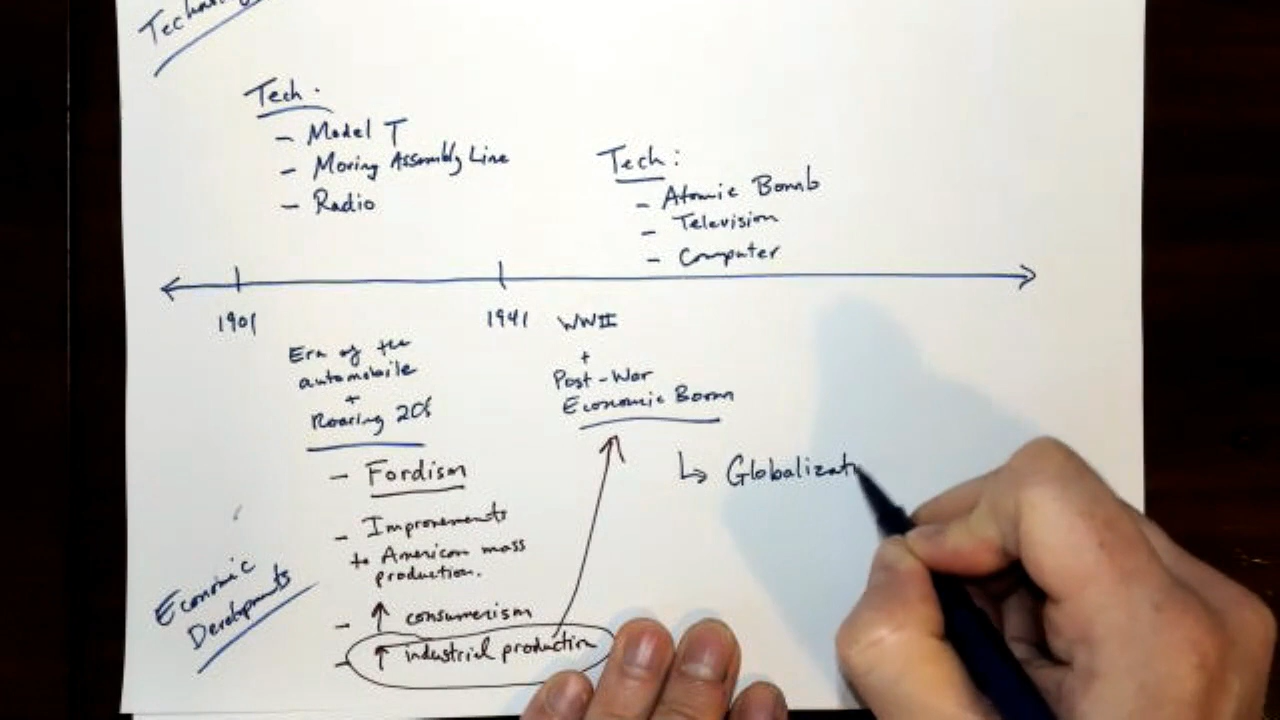 Tech.
- Model T
- Moving Assembly Line
- Radio
Tech:
- Atomic Bomb
- Television
- Computer
1901
1941
Era of the
automobile
+
Roaring 20s
- Fordism
- Improvements
to American mass
production.
- ↑ consumerism
- ↑ industrial production
WWII
+
Post-War
Economic Boom
↳ Globalizat
Economic
Developments